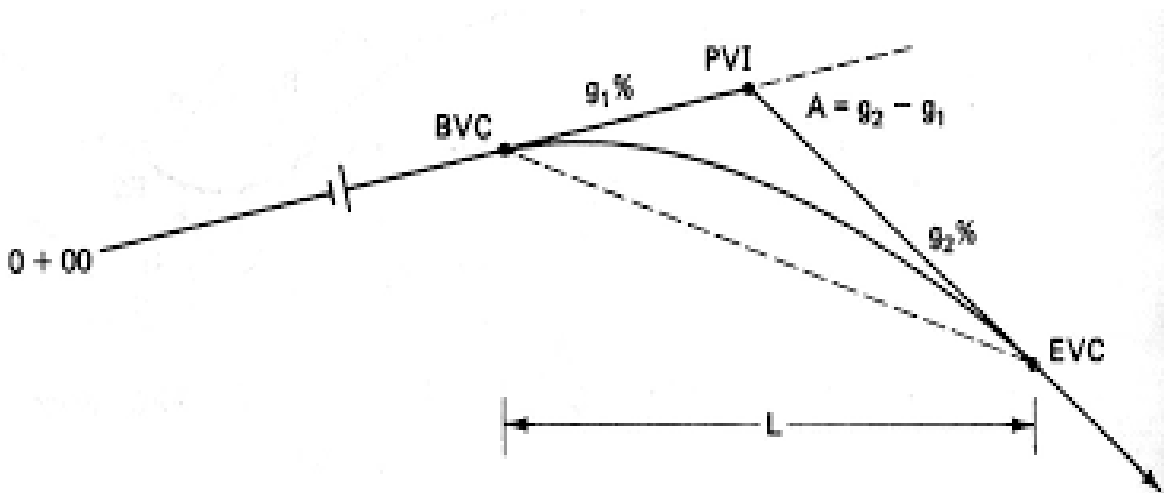 PVI
g₁%
A = g₂ - g₁
BVC
g₂%
0 + 00
EVC
L